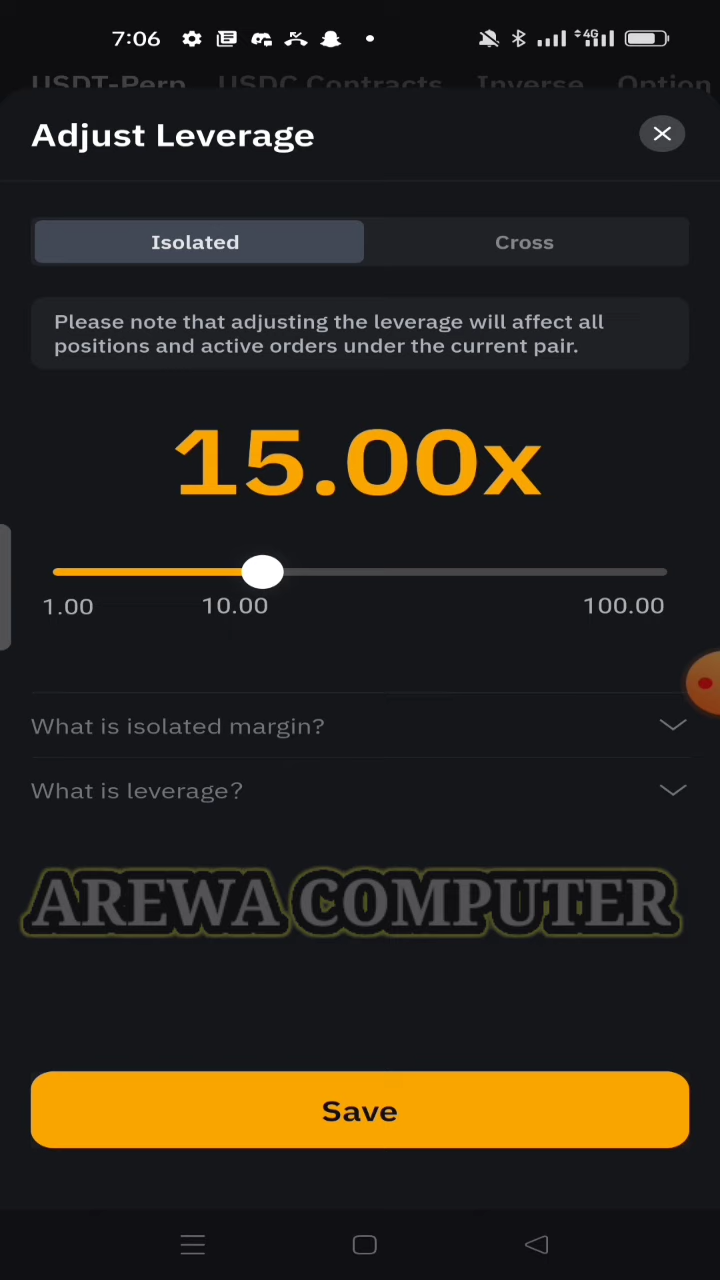 7:06
4G
USDT-Perp USDC Contracts Inverse Option
Adjust Leverage
Isolated Cross
Please note that adjusting the leverage will affect all
positions and active orders under the current pair.
15.00x
1.00 10.00 100.00
What is isolated margin?
What is leverage?
AREWA COMPUTER
Save